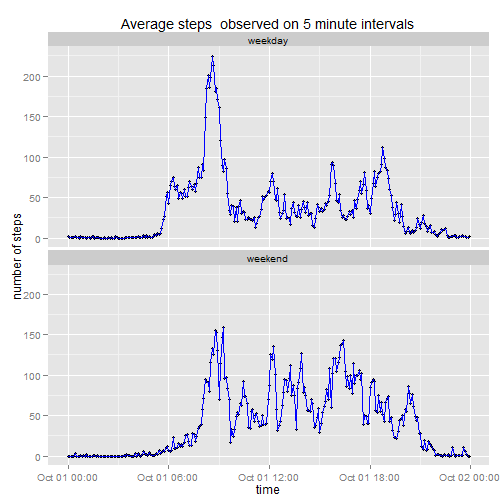 Average steps  observed on 5 minute intervals
weekday
200
150
100
50
0
number of steps
weekend
200
150
100
50
0
Oct 01 00:00 Oct 01 06:00 Oct 01 12:00 Oct 01 18:00 Oct 02 00:00
time